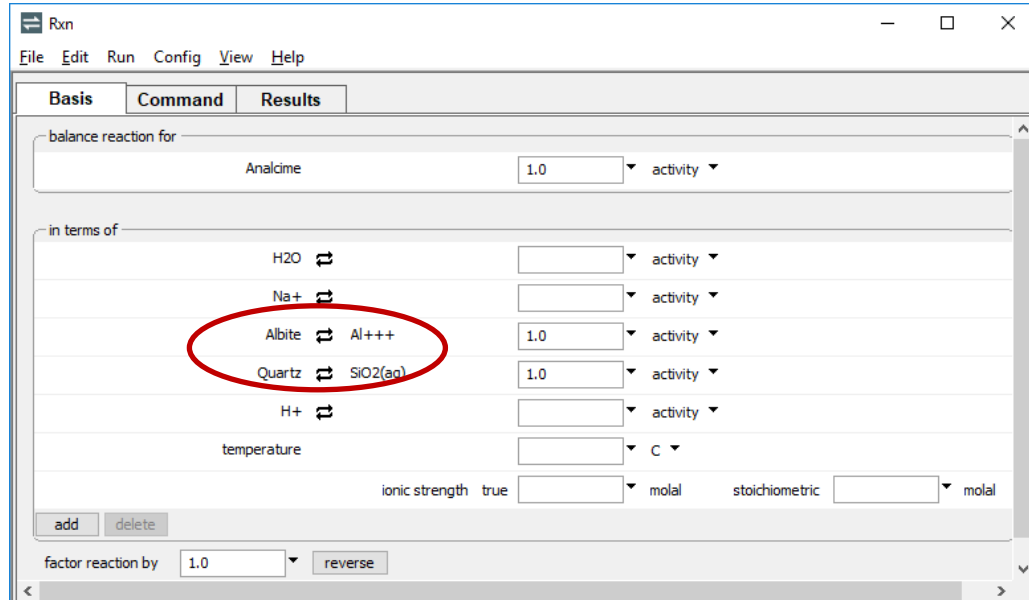 Rxn
File Edit Run Config View Help
Basis Command Results
balance reaction for
Analcime 1.0 activity
in terms of
H2O activity
Na+ activity
Albite Al+++ 1.0 activity
Quartz SiO2(aq) 1.0 activity
H+ activity
temperature C
ionic strength true molal stoichiometric molal
add delete
factor reaction by 1.0 reverse